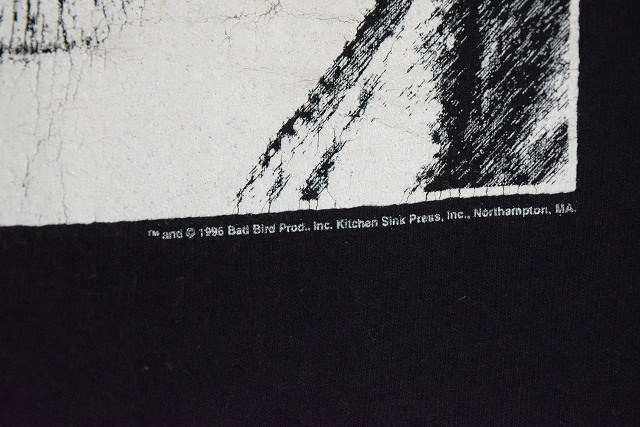 ™ and © 1996 Bad Bird Prod., Inc. Kitchen Sink Press, Inc., Northampton, MA.